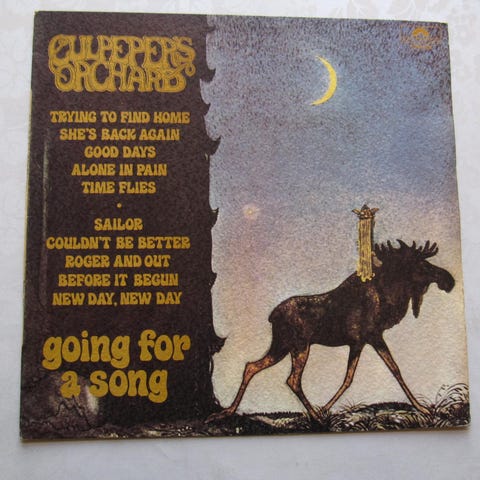 CULPEPER'S
ORCHARD
TRYING TO FIND HOME
SHE'S BACK AGAIN
GOOD DAYS
ALONE IN PAIN
TIME FLIES
•
SAILOR
COULDN'T BE BETTER
ROGER AND OUT
BEFORE IT BEGUN
NEW DAY, NEW DAY
going for
a song